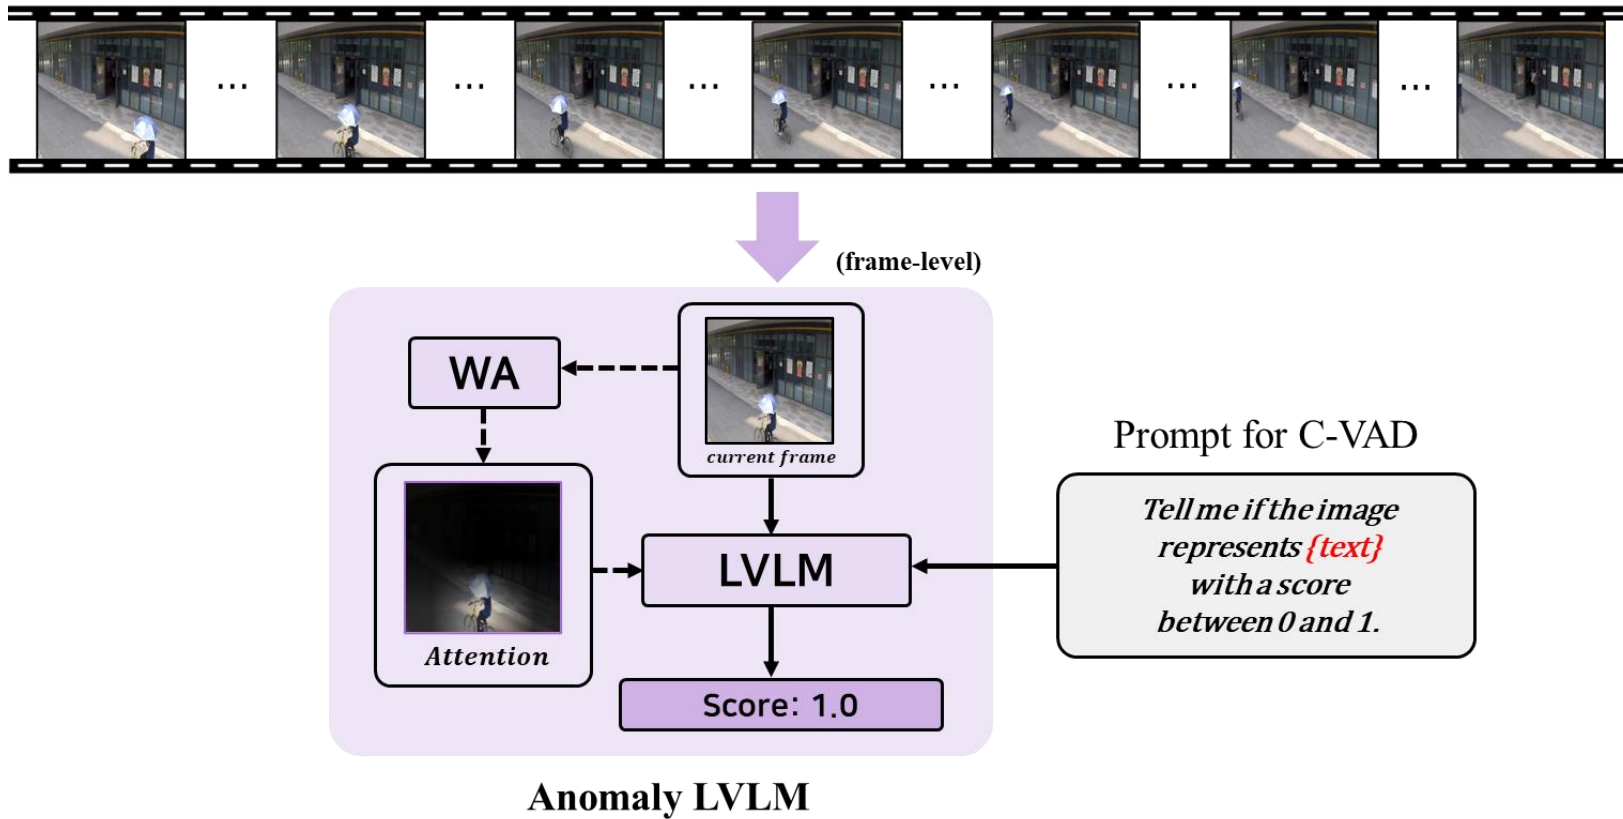 ... ... ... ... ... ...
(frame-level)
WA
current frame
Prompt for C-VAD
Tell me if the image
represents {text}
with a score
between 0 and 1.
LVLM
Attention
Score: 1.0
Anomaly LVLM